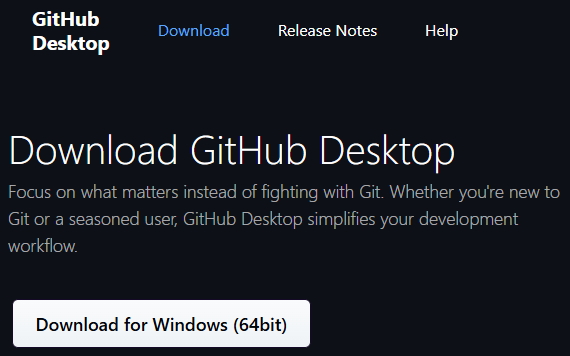 GitHub
Desktop
Download
Release Notes
Help
Download GitHub Desktop
Focus on what matters instead of fighting with Git. Whether you're new to
Git or a seasoned user, GitHub Desktop simplifies your development
workflow.
Download for Windows (64bit)